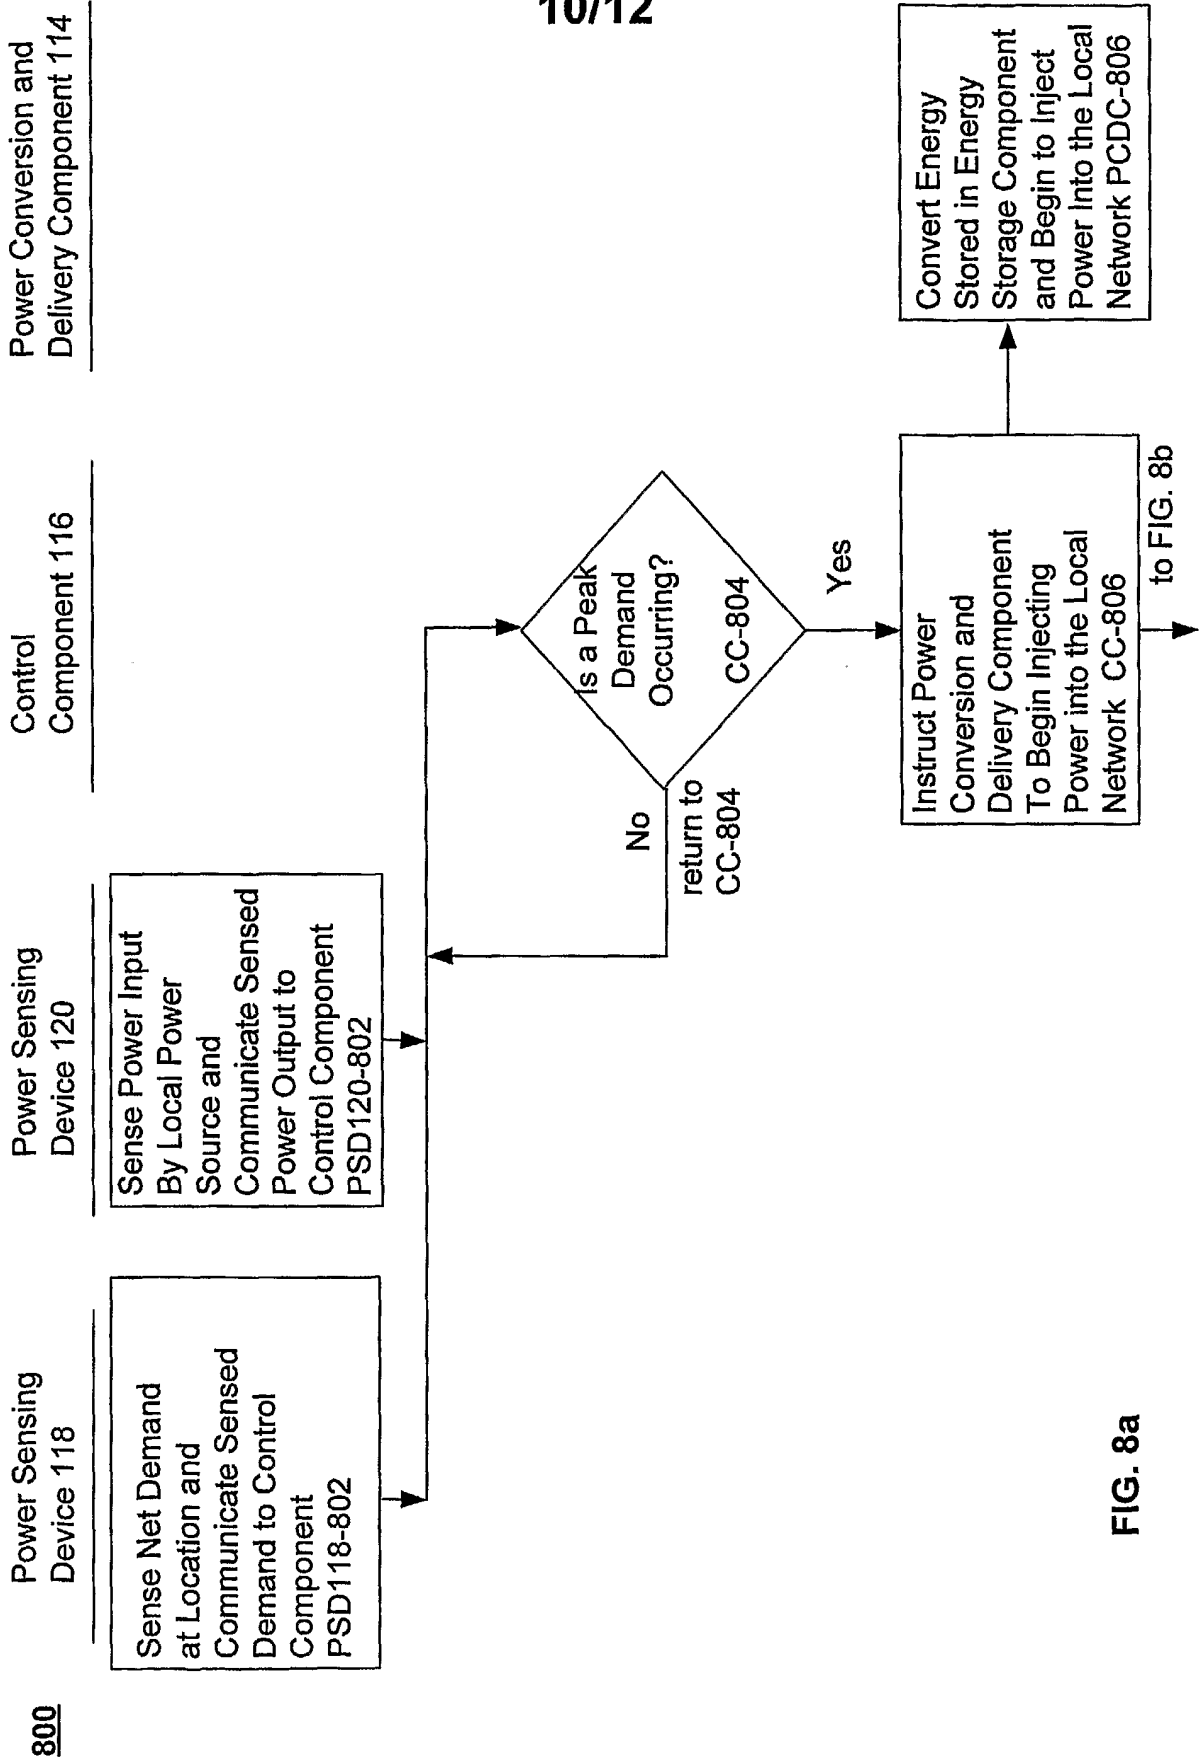 10/12
800
Power Sensing
Device 118
Power Sensing
Device 120
Control
Component 116
Power Conversion and
Delivery Component 114
Sense Net Demand
at Location and
Communicate Sensed
Demand to Control
Component
PSD118-802
Sense Power Input
By Local Power
Source and
Communicate Sensed
Power Output to
Control Component
PSD120-802
Is a Peak
Demand
Occurring?
CC-804
No
return to
CC-804
Yes
Instruct Power
Conversion and
Delivery Component
To Begin Injecting
Power into the Local
Network CC-806
Convert Energy
Stored in Energy
Storage Component
and Begin to Inject
Power Into the Local
Network PCDC-806
to FIG. 8b
FIG. 8a